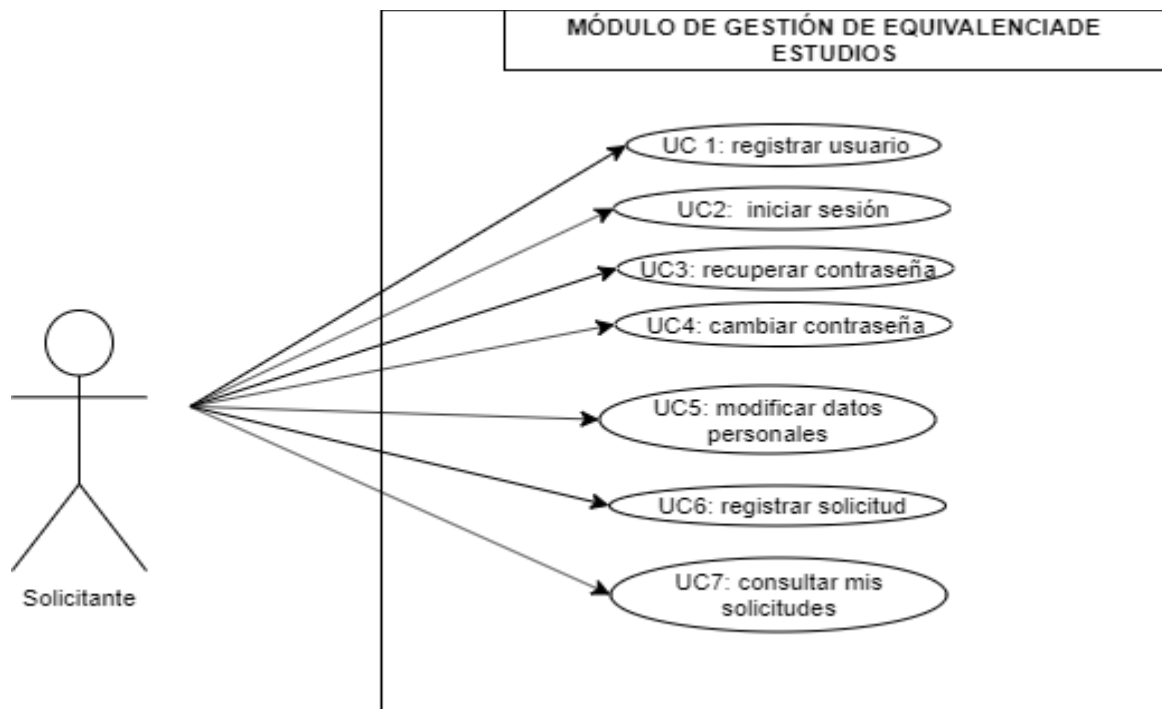 MÓDULO DE GESTIÓN DE EQUIVALENCIADE
ESTUDIOS
UC 1: registrar usuario
UC2: iniciar sesión
UC3: recuperar contraseña
UC4: cambiar contraseña
UC5: modificar datos
personales
UC6: registrar solicitud
UC7: consultar mis
solicitudes
Solicitante